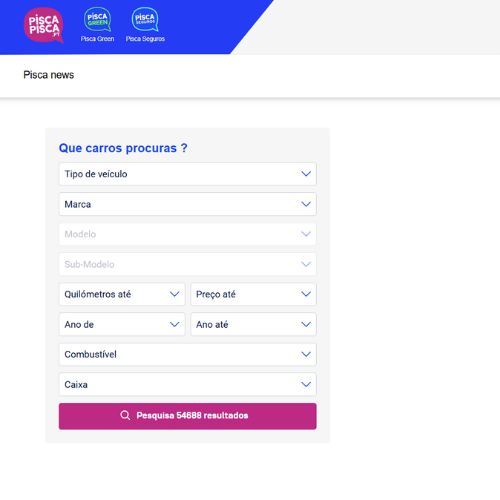 PiSCA
PiSCA
.PT
PISCA
GREEN
PISCA
SEGUROS
Pisca Green
Pisca Seguros
Pisca news
Que carros procuras ?
Tipo de veículo
Marca
Modelo
Sub-Modelo
Quilómetros até
Preço até
Ano de
Ano até
Combustível
Caixa
Pesquisa 54688 resultados